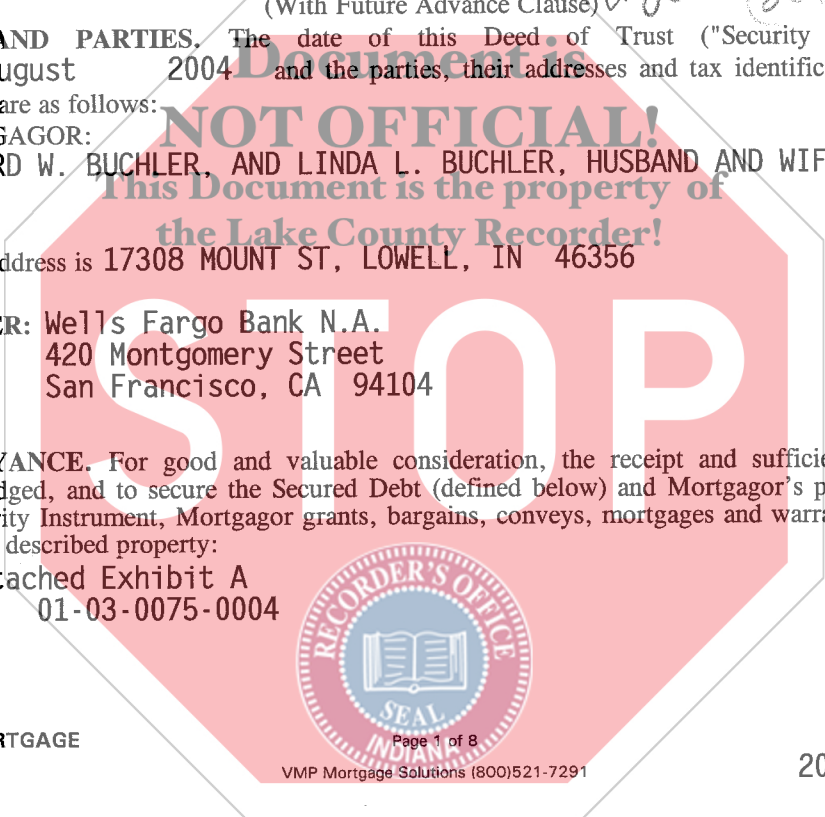 (With Future Advance Clause)
AND PARTIES. The date of this Deed of Trust ("Security
ugust 2004 and the parties, their addresses and tax identific
are as follows:
GAGOR:
RD W. BUCHLER, AND LINDA L. BUCHLER, HUSBAND AND WIF
ddress is 17308 MOUNT ST, LOWELL, IN 46356
ER: Wells Fargo Bank N.A.
420 Montgomery Street
San Francisco, CA 94104
YANCE. For good and valuable consideration, the receipt and sufficie
dged, and to secure the Secured Debt (defined below) and Mortgagor's p
ity Instrument, Mortgagor grants, bargains, conveys, mortgages and warra
described property:
tached Exhibit A
01-03-0075-0004
RTGAGE
Page 1 of 8
VMP Mortgage Solutions (800)521-7291
20
Document is
NOT OFFICIAL!
This Document is the property of
the Lake County Recorder!
STOP
RECORDER'S OFFICE
SEAL
INDIANA